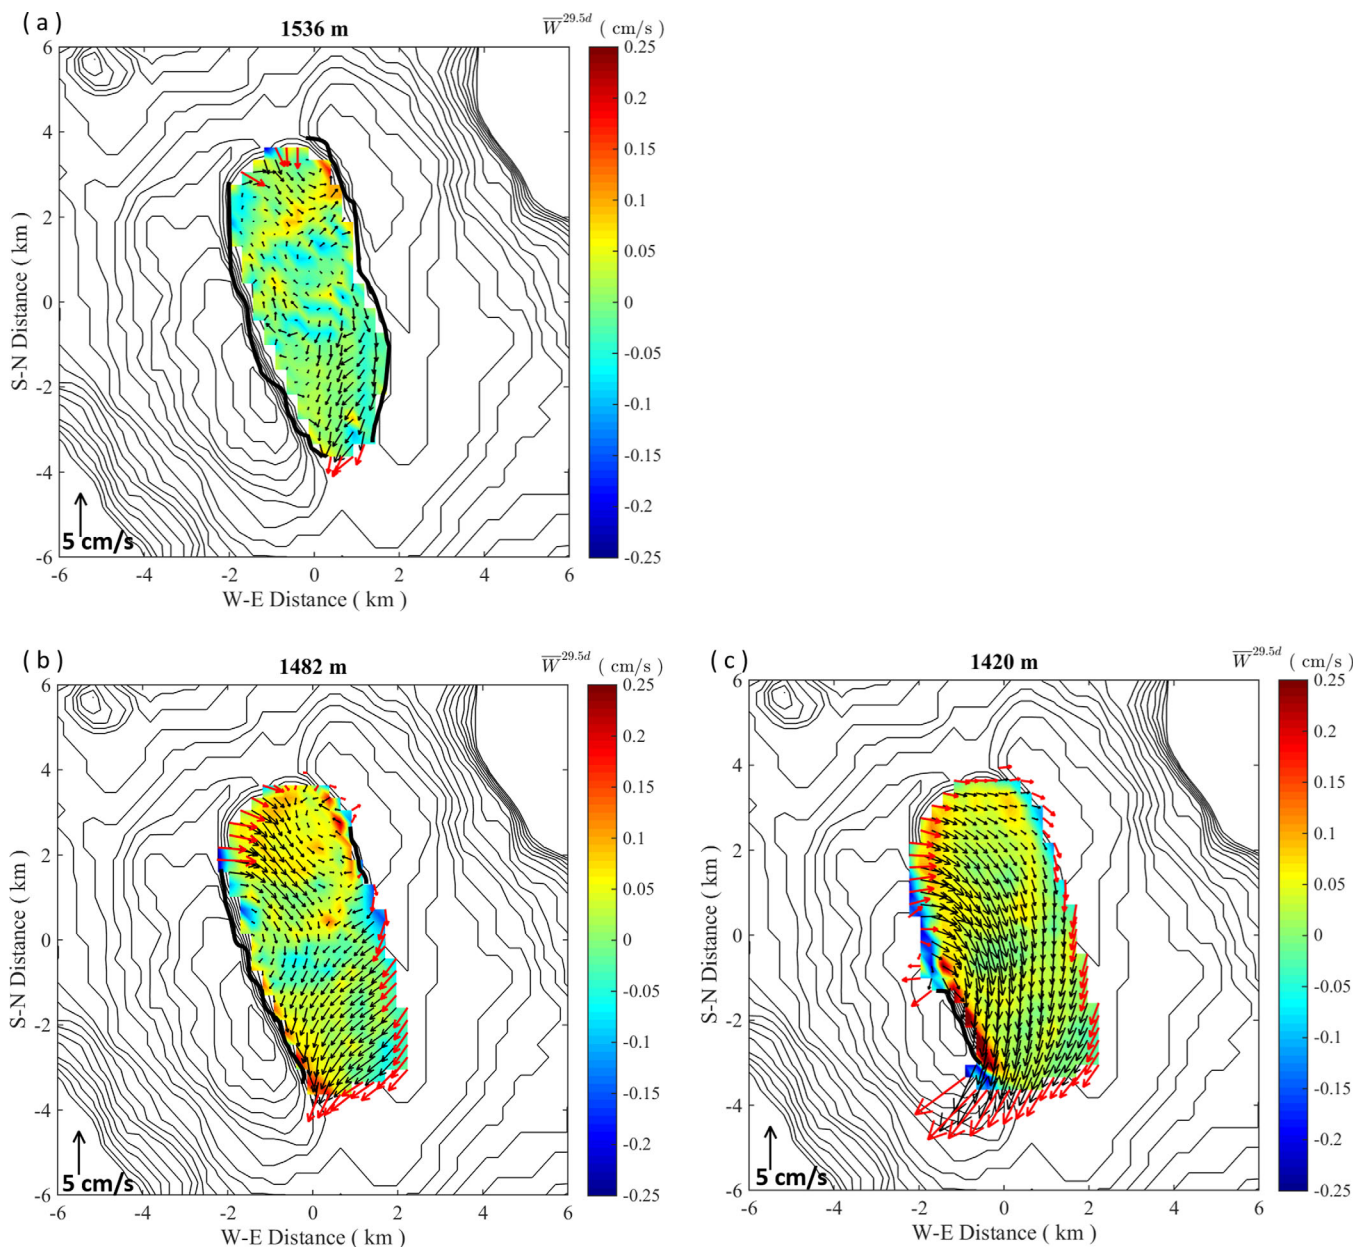 ( a )
1536 m
W̅^29.5d ( cm/s )
6
4
2
0
-2
-4
-6
S-N Distance ( km )
5 cm/s
-6 -4 -2 0 2 4 6
W-E Distance ( km )
0.25
0.2
0.15
0.1
0.05
0
-0.05
-0.1
-0.15
-0.2
-0.25
( b )
1482 m
W̅^29.5d ( cm/s )
6
4
2
0
-2
-4
-6
S-N Distance ( km )
5 cm/s
-6 -4 -2 0 2 4 6
W-E Distance ( km )
0.25
0.2
0.15
0.1
0.05
0
-0.05
-0.1
-0.15
-0.2
-0.25
( c )
1420 m
W̅^29.5d ( cm/s )
6
4
2
0
-2
-4
-6
S-N Distance ( km )
5 cm/s
-6 -4 -2 0 2 4 6
W-E Distance ( km )
0.25
0.2
0.15
0.1
0.05
0
-0.05
-0.1
-0.15
-0.2
-0.25